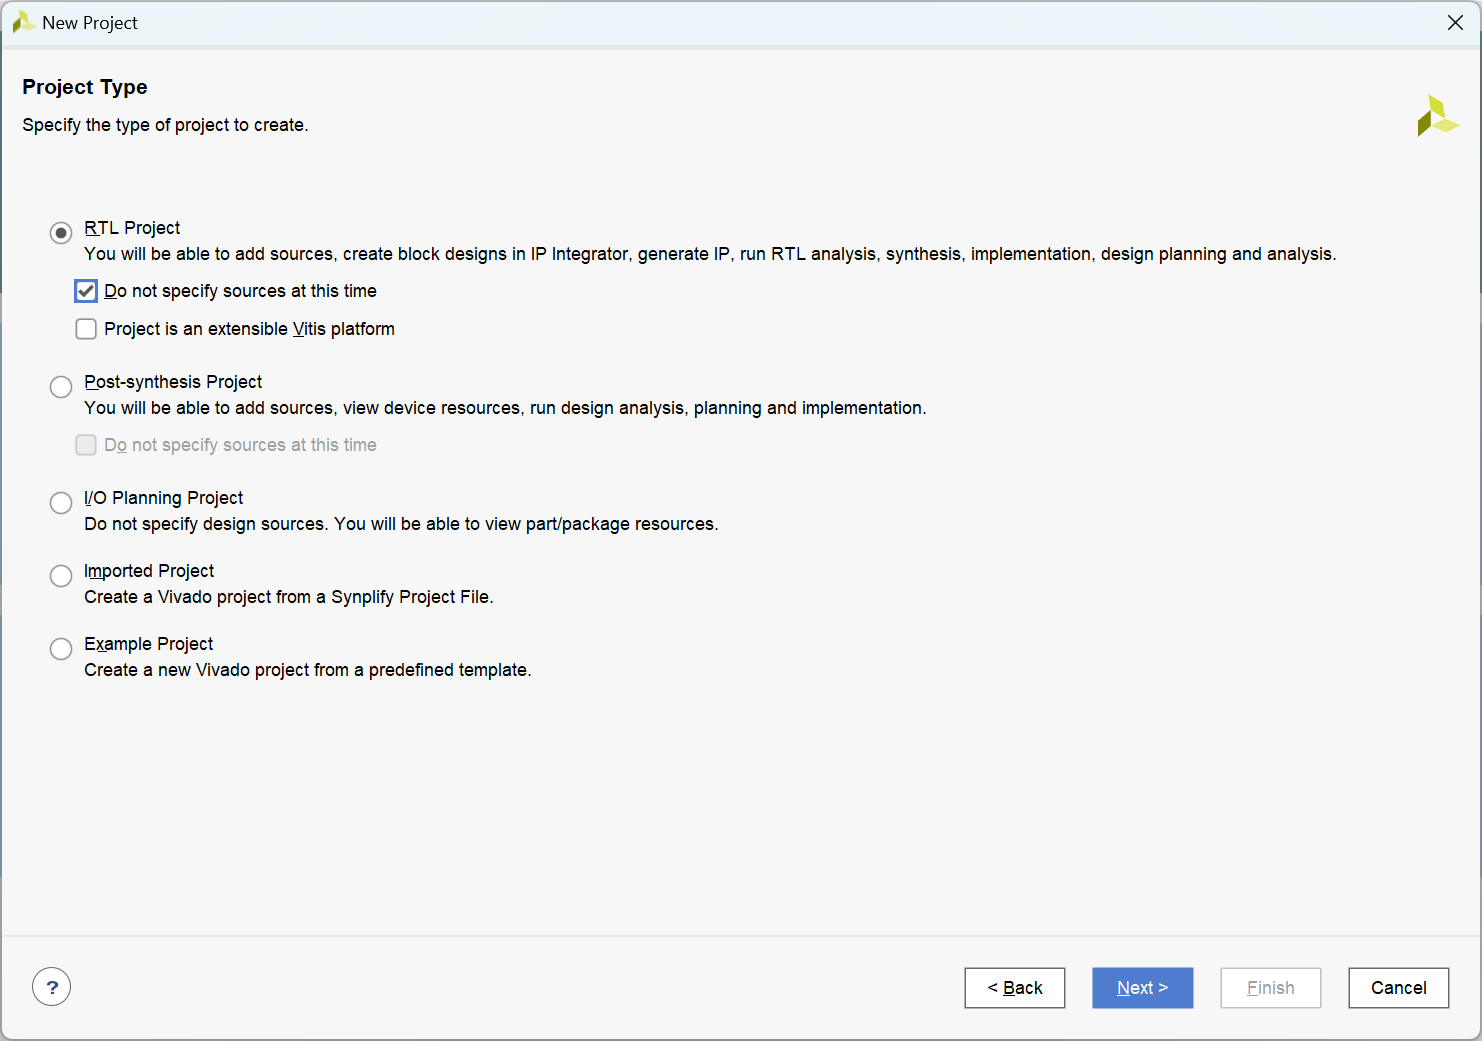 New Project
Project Type
Specify the type of project to create.
RTL Project
You will be able to add sources, create block designs in IP Integrator, generate IP, run RTL analysis, synthesis, implementation, design planning and analysis.
Do not specify sources at this time
Project is an extensible Vitis platform
Post-synthesis Project
You will be able to add sources, view device resources, run design analysis, planning and implementation.
Do not specify sources at this time
I/O Planning Project
Do not specify design sources. You will be able to view part/package resources.
Imported Project
Create a Vivado project from a Synplify Project File.
Example Project
Create a new Vivado project from a predefined template.
? < Back Next > Finish Cancel